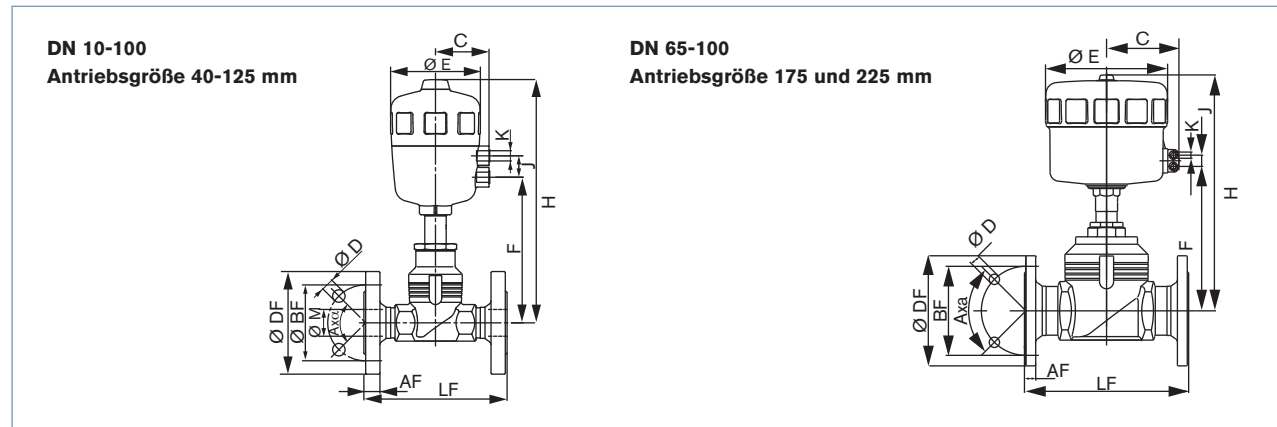 DN 10-100
Antriebsgröße 40-125 mm
C
Ø E
K
J
H
F
Ø D
Ø DF
Ø BF
Ø M
Axα
AF
LF
DN 65-100
Antriebsgröße 175 und 225 mm
C
Ø E
J
K
H
F
Ø D
Ø DF
BF
Axa
AF
LF